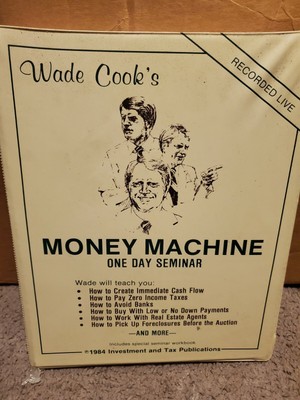 Wade Cook's
RECORDED LIVE
MONEY MACHINE
ONE DAY SEMINAR
Wade will teach you:
• How to Create Immediate Cash Flow
• How to Pay Zero Income Taxes
• How to Avoid Banks
• How to Buy With Low or No Down Payments
• How to Work With Real Estate Agents
• How to Pick Up Foreclosures Before the Auction
—AND MORE—
Includes special seminar workbook
©1984 Investment and Tax Publications